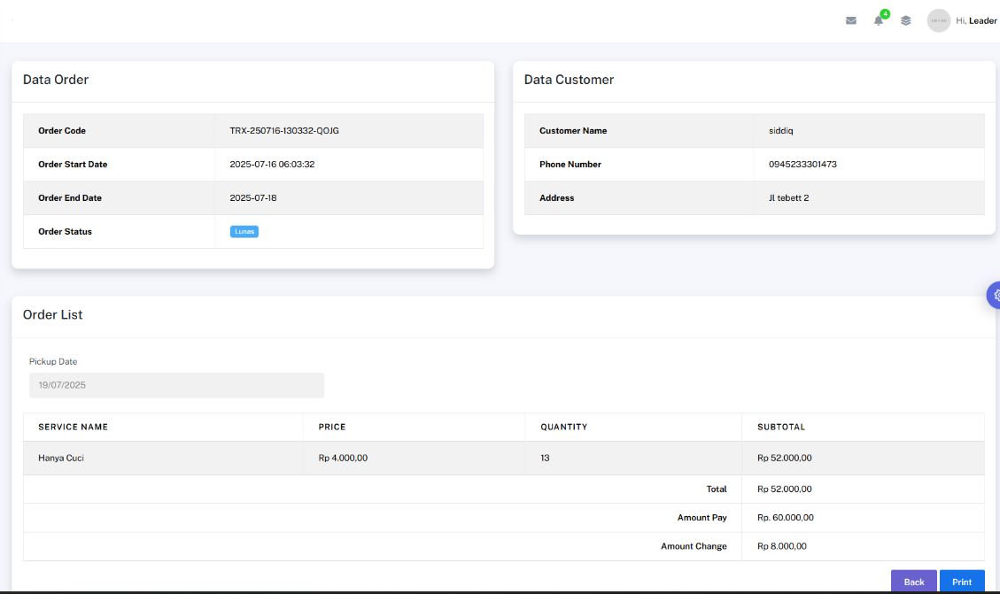 4
Hi, Leader
Data Order
Order Code TRX-250716-130332-QOJG
Order Start Date 2025-07-16 06:03:32
Order End Date 2025-07-18
Order Status Lunas
Data Customer
Customer Name siddiq
Phone Number 0945233301473
Address Jl tebett 2
Order List
Pickup Date
19/07/2025
SERVICE NAME PRICE QUANTITY SUBTOTAL
Hanya Cuci Rp 4.000,00 13 Rp 52.000,00
Total Rp 52.000,00
Amount Pay Rp. 60.000,00
Amount Change Rp 8.000,00
Back Print